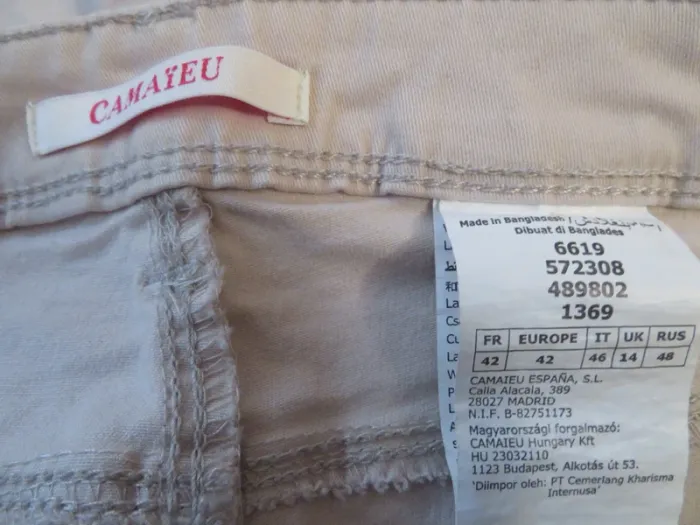 CAMAÏEU
Made in Bangladesh /
Dibuat di Banglades
6619
572308
489802
1369
FR EUROPE IT UK RUS
42 42 46 14 48
CAMAIEU ESPAÑA, S.L.
Calla Alacala, 389
28027 MADRID
N.I.F. B-82751173
Magyarországi forgalmazó:
CAMAIEU Hungary Kft
HU 23032110
1123 Budapest, Alkotás út 53.
'Diimpor oleh: PT Cemerlang Kharisma
Internusa'